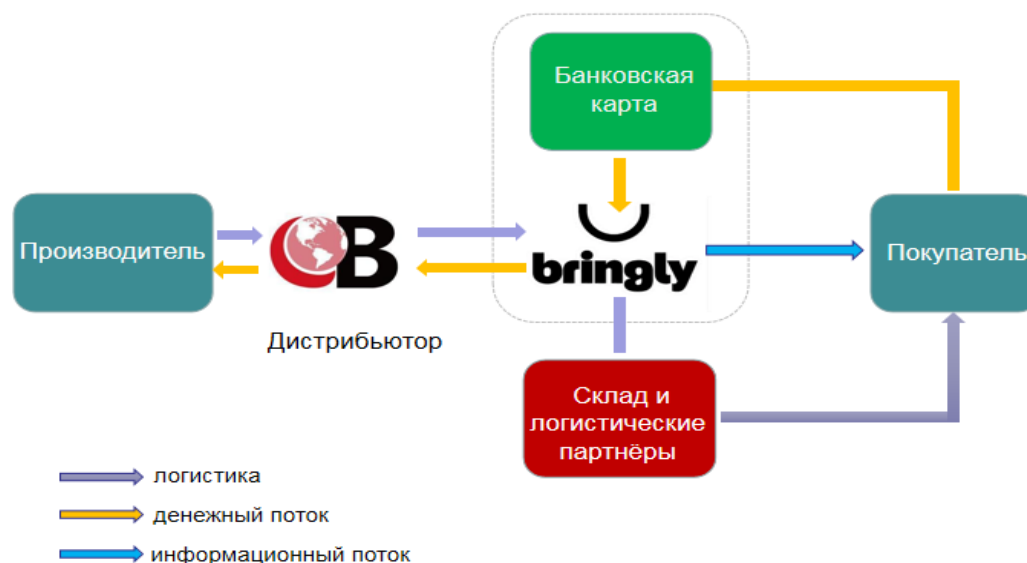 Банковская
карта
Производитель
CB
bringly
Покупатель
Дистрибьютор
Склад и
логистические
партнёры
логистика
денежный поток
информационный поток